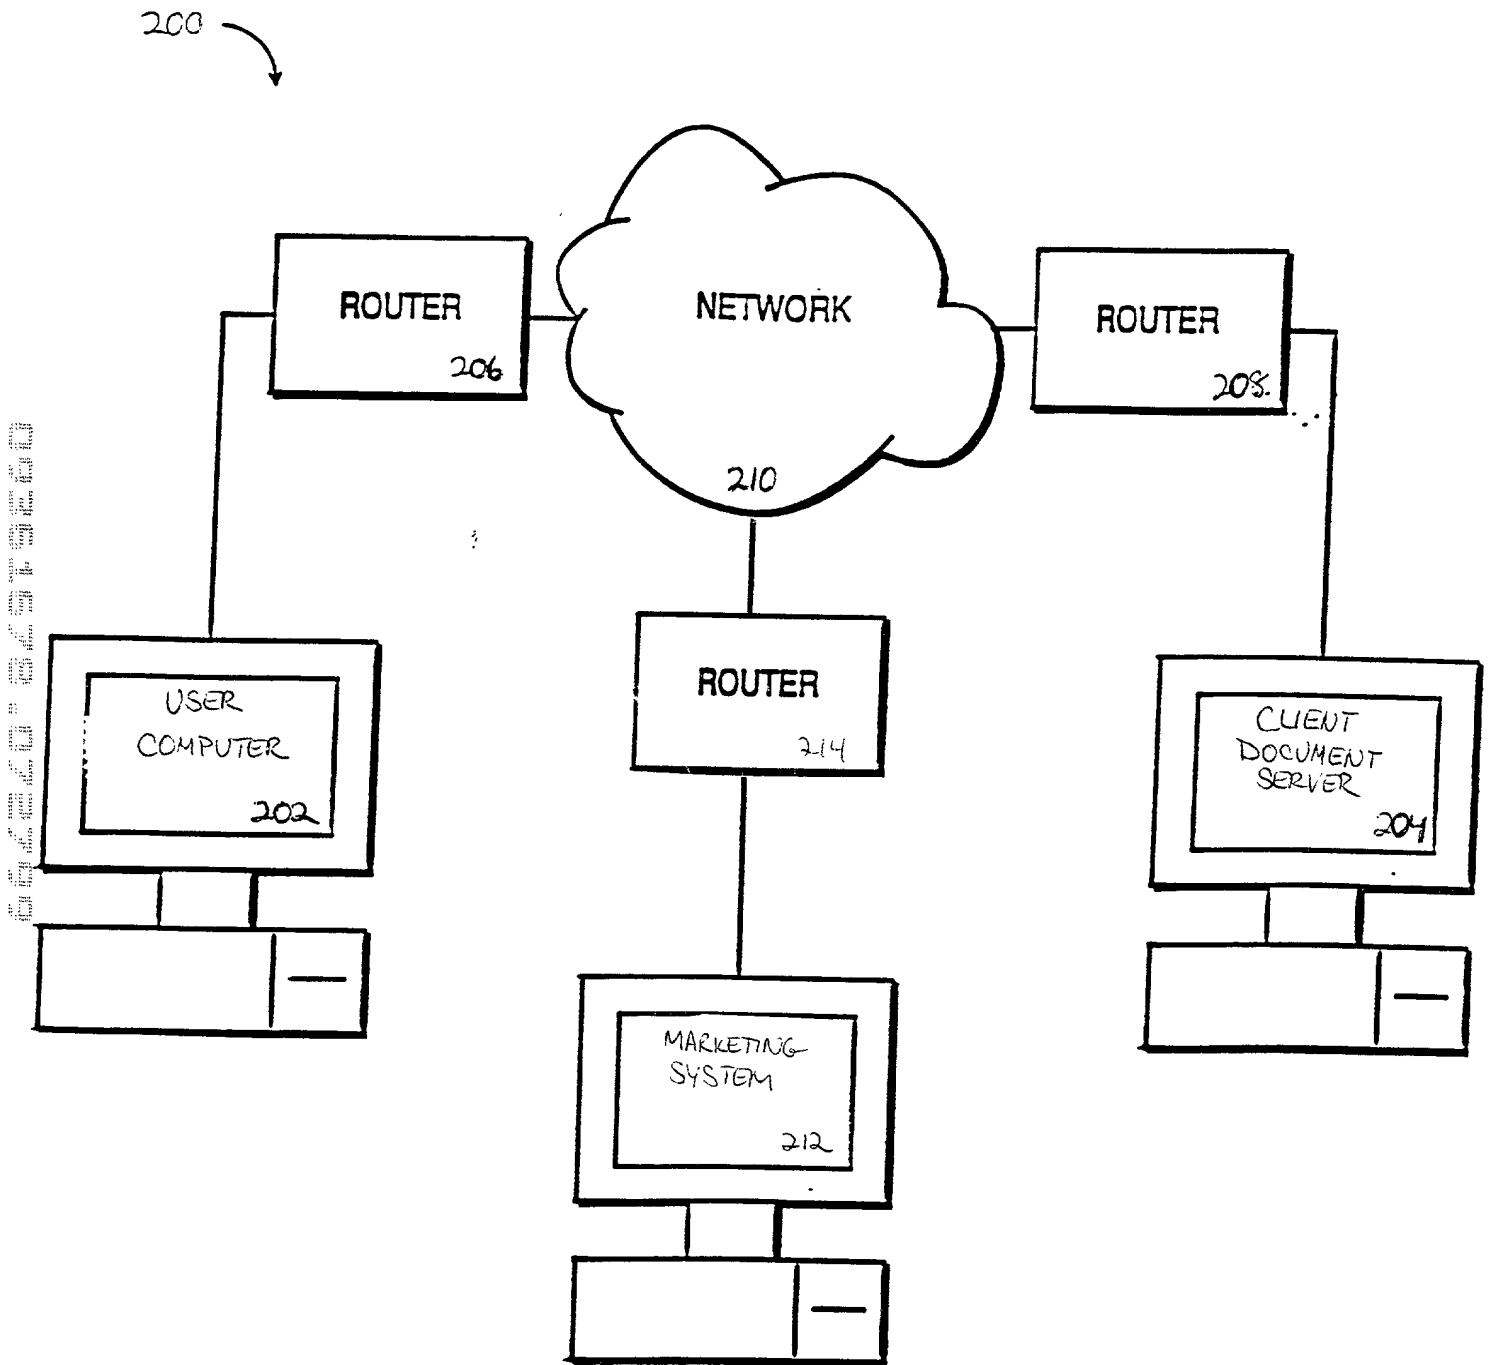 200
ROUTER
206
NETWORK
210
ROUTER
208
USER
COMPUTER
202
ROUTER
214
CLIENT
DOCUMENT
SERVER
204
MARKETING
SYSTEM
212